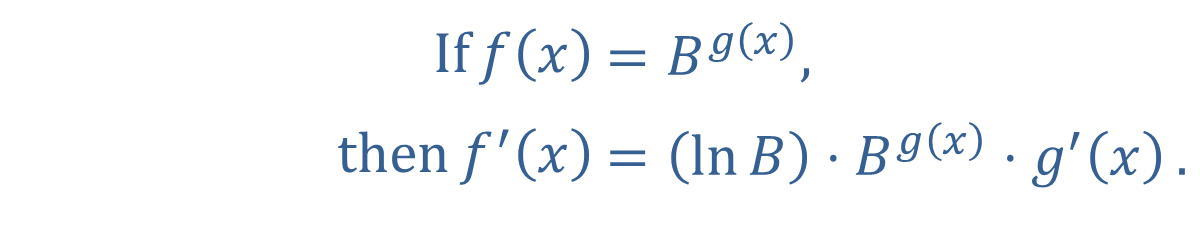 If f(x) = B^{g(x)},
then f′(x) = (ln B) · B^{g(x)} · g′(x) .